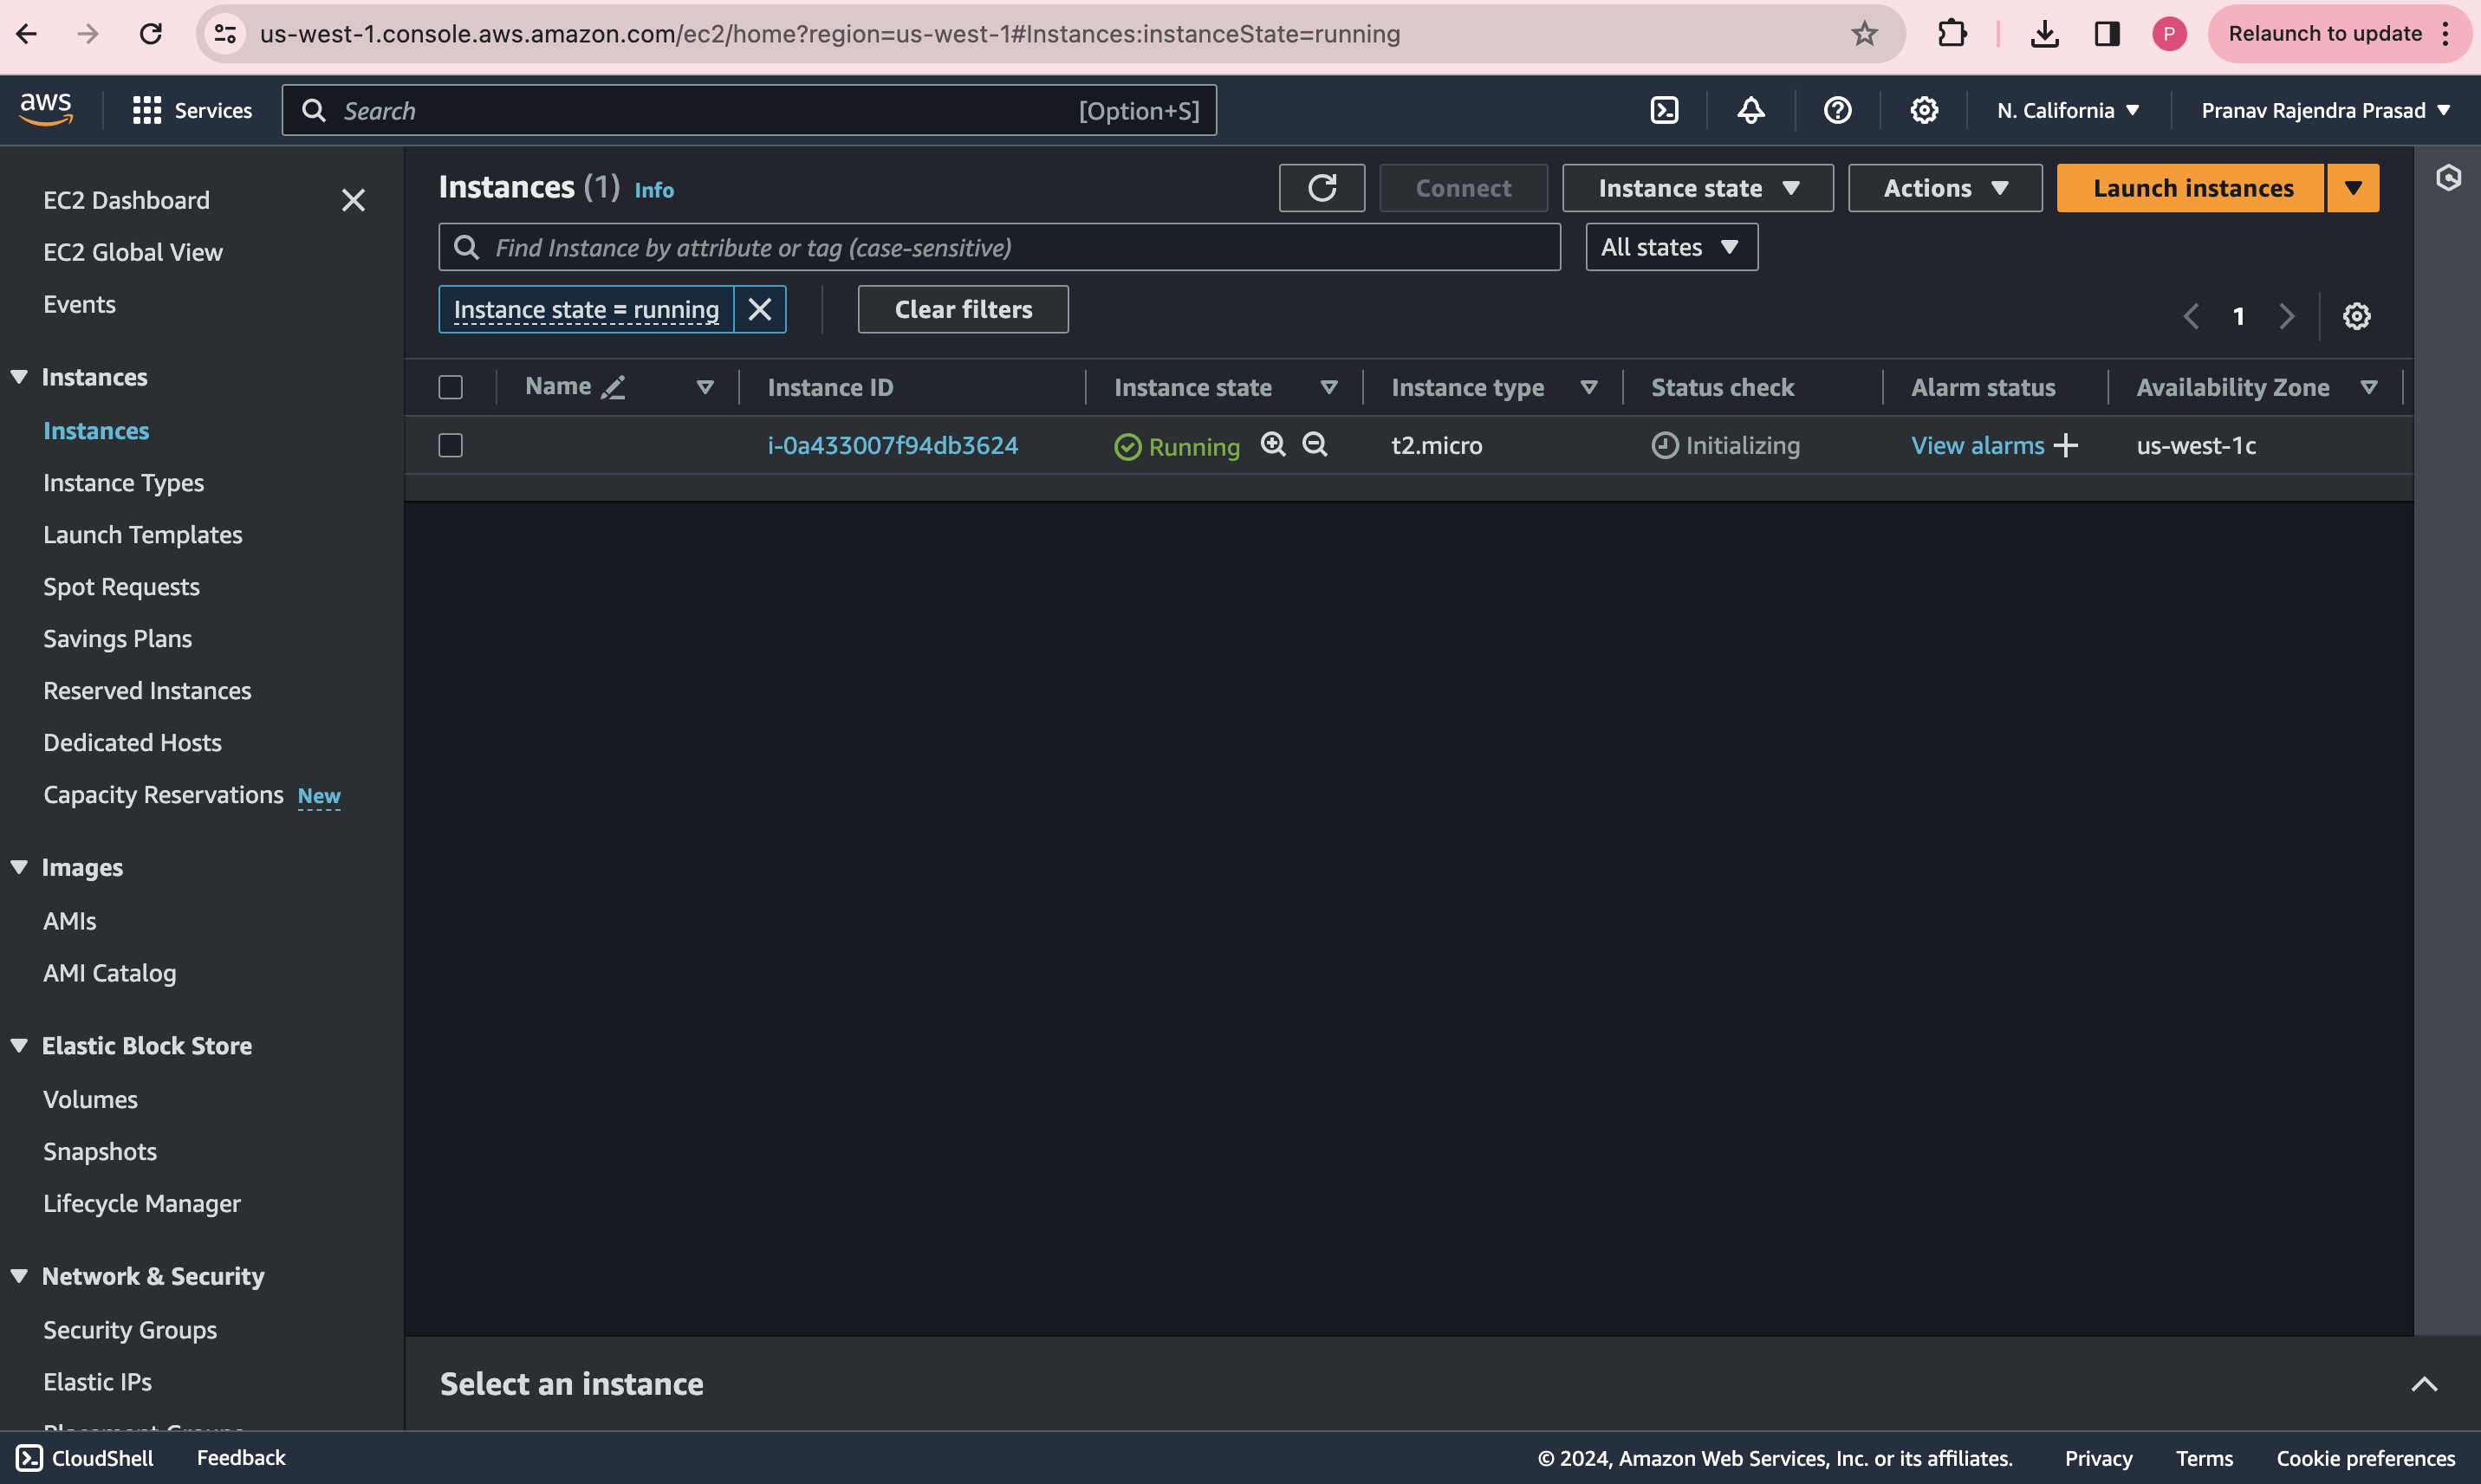 us-west-1.console.aws.amazon.com/ec2/home?region=us-west-1#Instances:instanceState=running
P
Relaunch to update
aws
Services
Search
[Option+S]
N. California
Pranav Rajendra Prasad
EC2 Dashboard
EC2 Global View
Events
Instances
Instances
Instance Types
Launch Templates
Spot Requests
Savings Plans
Reserved Instances
Dedicated Hosts
Capacity Reservations New
Images
AMIs
AMI Catalog
Elastic Block Store
Volumes
Snapshots
Lifecycle Manager
Network & Security
Security Groups
Elastic IPs
Placement Groups
Instances (1) Info
Connect
Instance state
Actions
Launch instances
Find Instance by attribute or tag (case-sensitive)
All states
Instance state = running
Clear filters
1
Name
Instance ID
Instance state
Instance type
Status check
Alarm status
Availability Zone
i-0a433007f94db3624
Running
t2.micro
Initializing
View alarms
us-west-1c
Select an instance
CloudShell
Feedback
© 2024, Amazon Web Services, Inc. or its affiliates.
Privacy
Terms
Cookie preferences